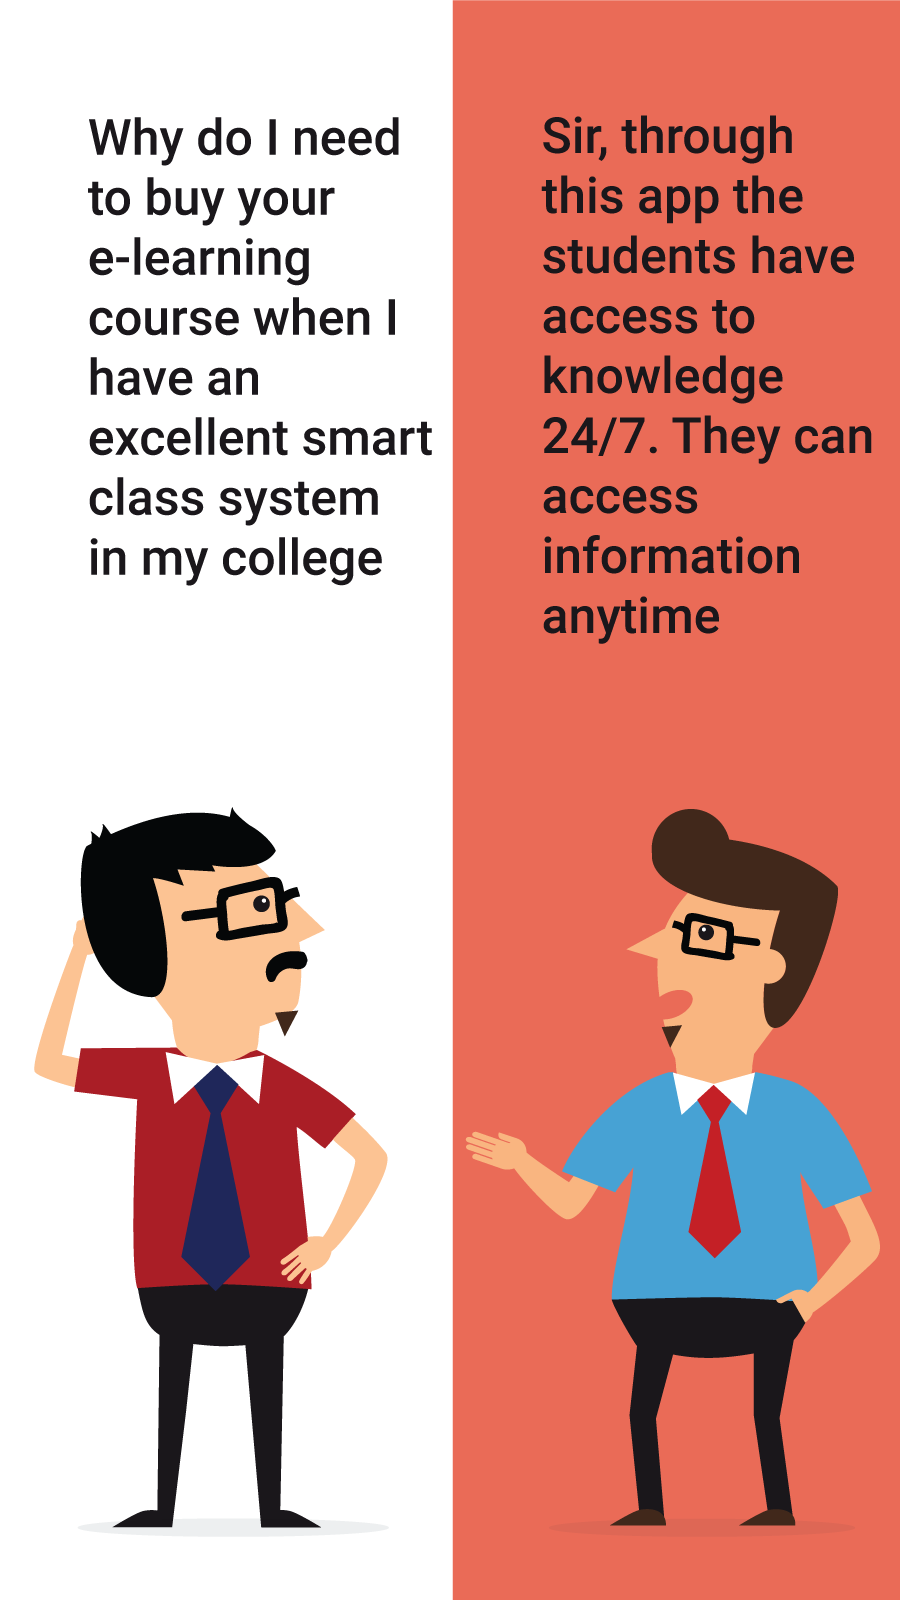 Why do I need
to buy your
e-learning
course when I
have an
excellent smart
class system
in my college
Sir, through
this app the
students have
access to
knowledge
24/7. They can
access
information
anytime